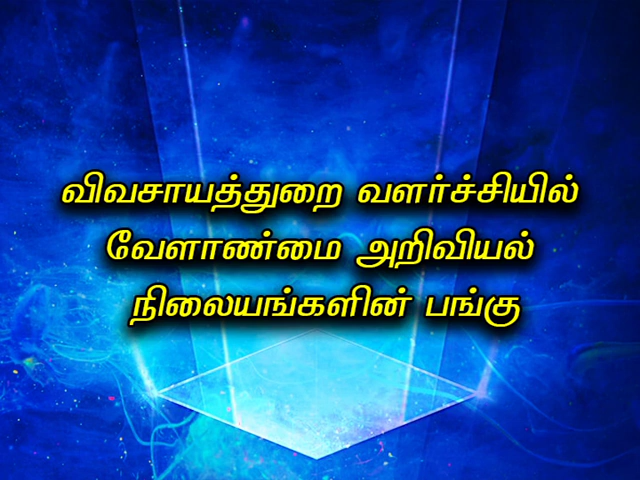 விவசாயத்துறை வளர்ச்சியில்
வேளாண்மை அறிவியல்
நிலையங்களின் பங்கு